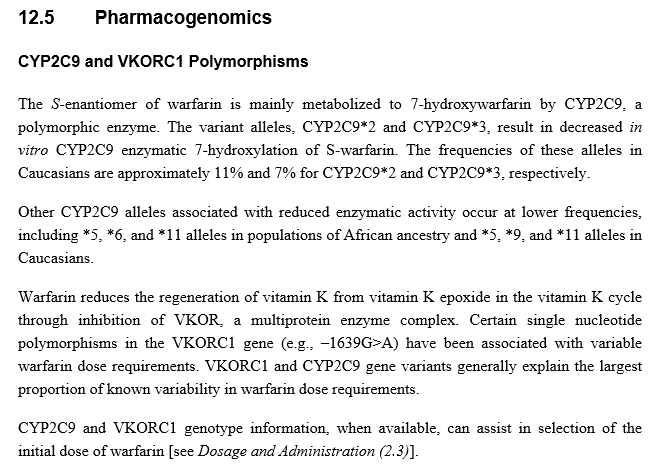 12.5 Pharmacogenomics
CYP2C9 and VKORC1 Polymorphisms
The S-enantiomer of warfarin is mainly metabolized to 7-hydroxywarfarin by CYP2C9, a
polymorphic enzyme. The variant alleles, CYP2C9*2 and CYP2C9*3, result in decreased in
vitro CYP2C9 enzymatic 7-hydroxylation of S-warfarin. The frequencies of these alleles in
Caucasians are approximately 11% and 7% for CYP2C9*2 and CYP2C9*3, respectively.
Other CYP2C9 alleles associated with reduced enzymatic activity occur at lower frequencies,
including *5, *6, and *11 alleles in populations of African ancestry and *5, *9, and *11 alleles in
Caucasians.
Warfarin reduces the regeneration of vitamin K from vitamin K epoxide in the vitamin K cycle
through inhibition of VKOR, a multiprotein enzyme complex. Certain single nucleotide
polymorphisms in the VKORC1 gene (e.g., −1639G>A) have been associated with variable
warfarin dose requirements. VKORC1 and CYP2C9 gene variants generally explain the largest
proportion of known variability in warfarin dose requirements.
CYP2C9 and VKORC1 genotype information, when available, can assist in selection of the
initial dose of warfarin [see Dosage and Administration (2.3)].